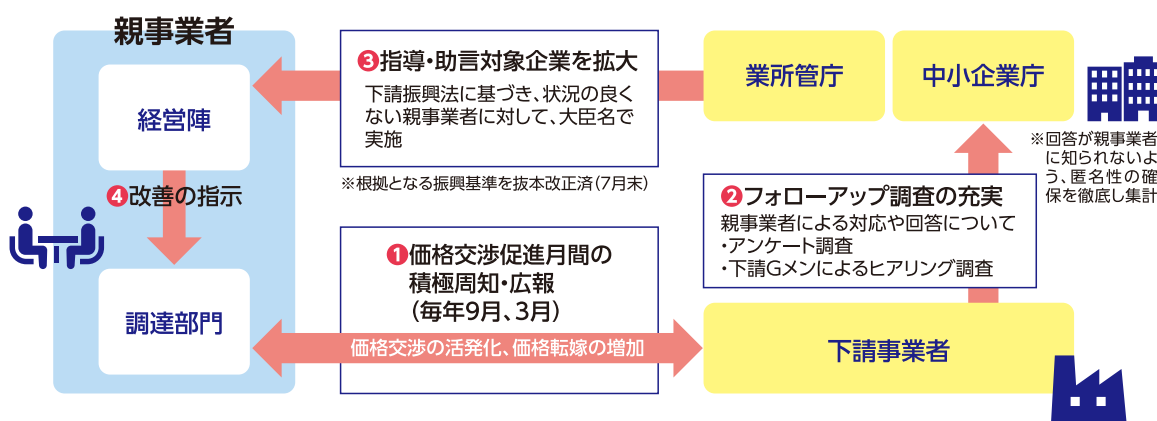 親事業者
経営陣
❹改善の指示
調達部門
❸指導・助言対象企業を拡大
下請振興法に基づき、状況の良く
ない親事業者に対して、大臣名で
実施
※根拠となる振興基準を抜本改正済(7月末)
❶価格交渉促進月間の
積極周知・広報
(毎年9月、3月)
価格交渉の活発化、価格転嫁の増加
業所管庁
中小企業庁
※回答が親事業者
に知られないよ
う、匿名性の確
保を徹底し集計
❷フォローアップ調査の充実
親事業者による対応や回答について
・アンケート調査
・下請Gメンによるヒアリング調査
下請事業者